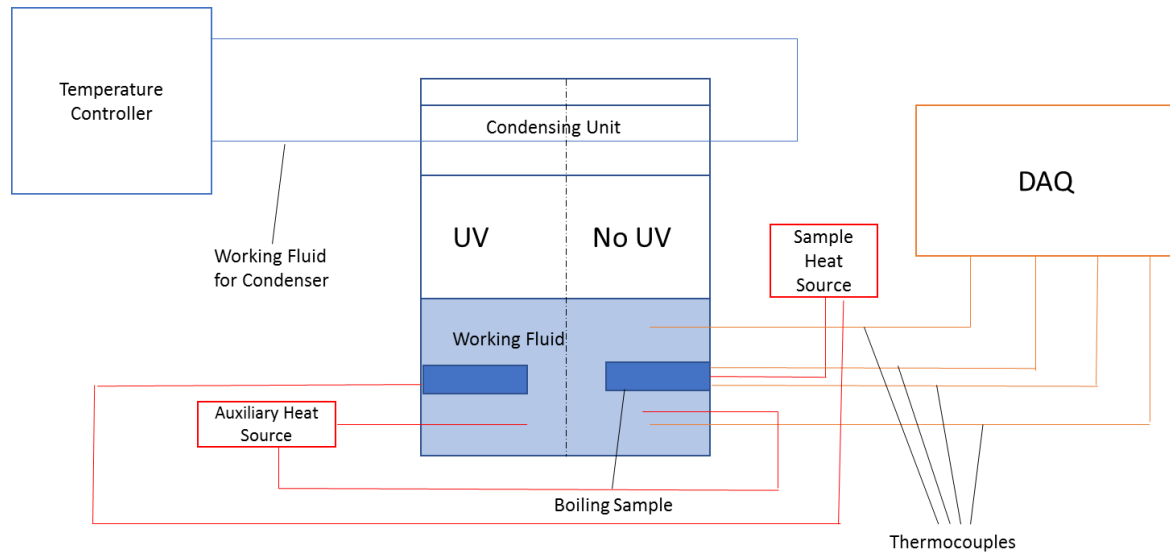 Temperature
Controller
Condensing Unit
DAQ
UV
No UV
Sample
Heat
Source
Working Fluid
for Condenser
Working Fluid
Auxiliary Heat
Source
Boiling Sample
Thermocouples